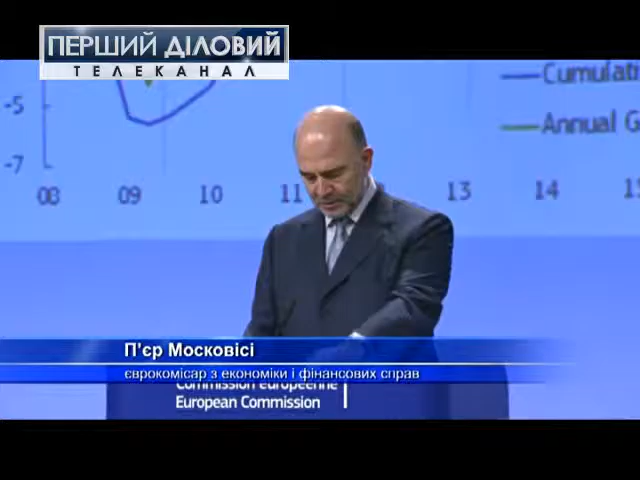 ПЕРШИЙ ДІЛОВИЙ
ТЕЛЕКАНАЛ
Cumulati
-5
Annual G
-7
08 09 10 11 13 14 1
П'єр Московісі
єврокомісар з економіки і фінансових справ
Commission européenne
European Commission